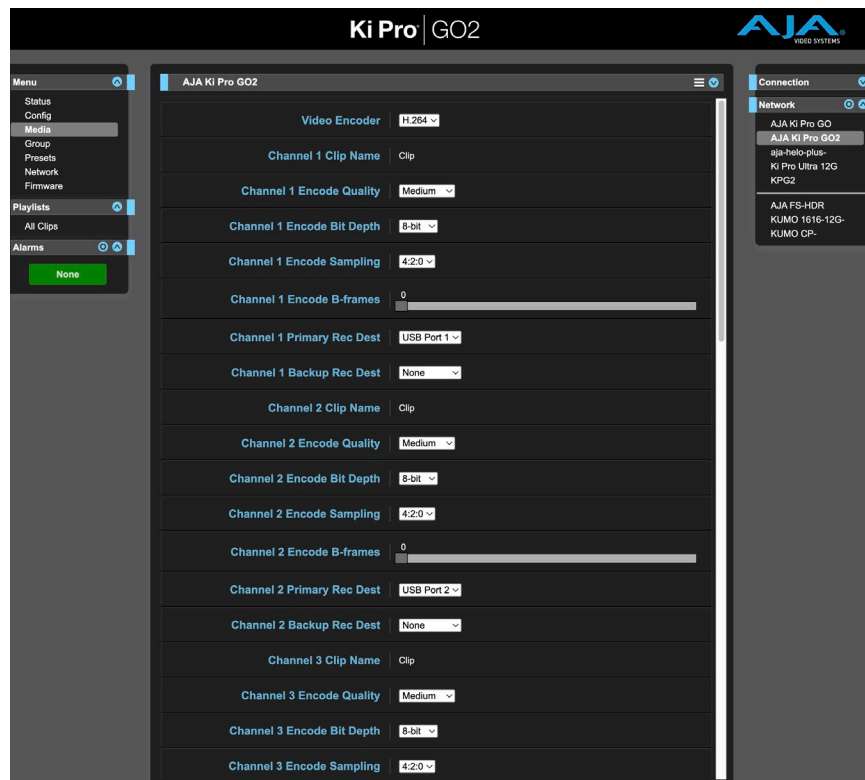 Ki Pro GO2
AJA
VIDEO SYSTEMS
Menu
Status
Config
Media
Group
Presets
Network
Firmware
Playlists
All Clips
Alarms
None
AJA Ki Pro GO2
Video Encoder H.264
Channel 1 Clip Name Clip
Channel 1 Encode Quality Medium
Channel 1 Encode Bit Depth 8-bit
Channel 1 Encode Sampling 4:2:0
Channel 1 Encode B-frames 0
Channel 1 Primary Rec Dest USB Port 1
Channel 1 Backup Rec Dest None
Channel 2 Clip Name Clip
Channel 2 Encode Quality Medium
Channel 2 Encode Bit Depth 8-bit
Channel 2 Encode Sampling 4:2:0
Channel 2 Encode B-frames 0
Channel 2 Primary Rec Dest USB Port 2
Channel 2 Backup Rec Dest None
Channel 3 Clip Name Clip
Channel 3 Encode Quality Medium
Channel 3 Encode Bit Depth 8-bit
Channel 3 Encode Sampling 4:2:0
Connection
Network
AJA Ki Pro GO
AJA Ki Pro GO2
aja-helo-plus-
Ki Pro Ultra 12G
KPG2
AJA FS-HDR
KUMO 1616-12G-
KUMO CP-